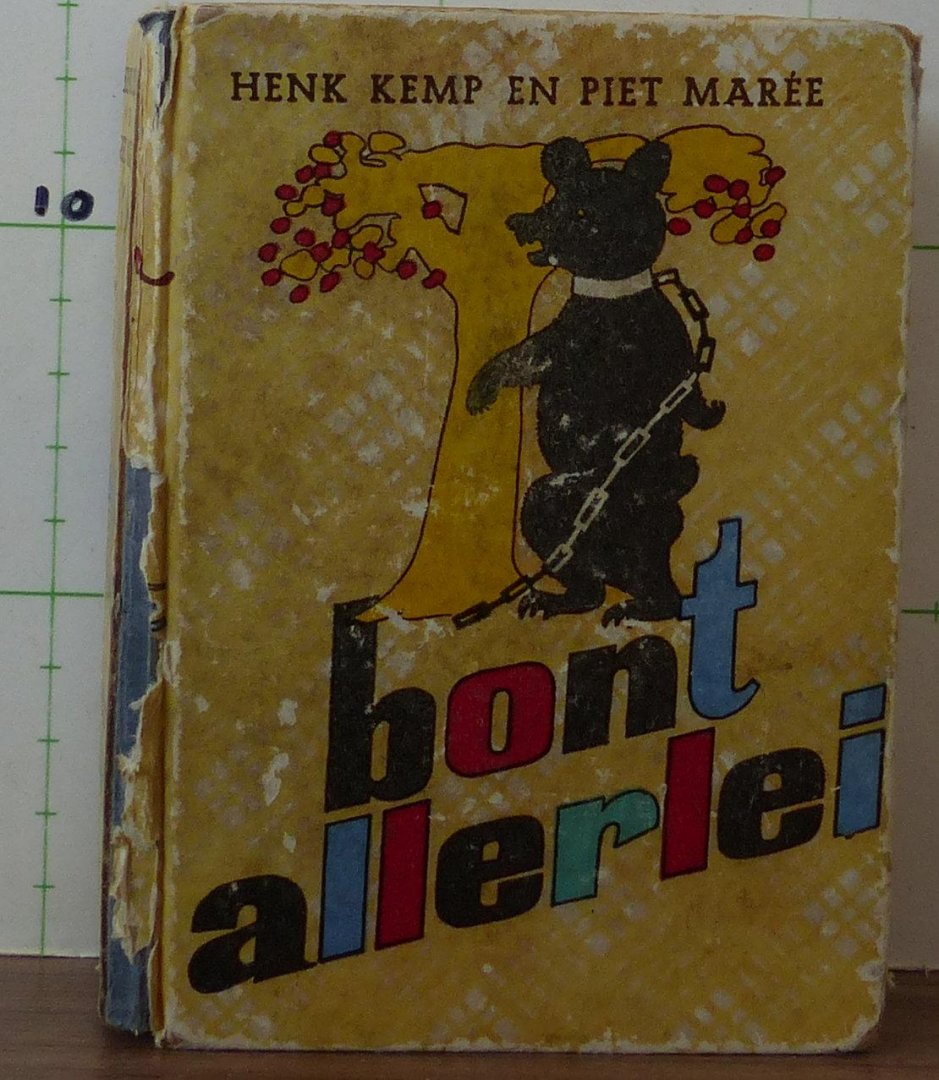 HENK KEMP EN PIET MARÉE
10
bont
allerlei